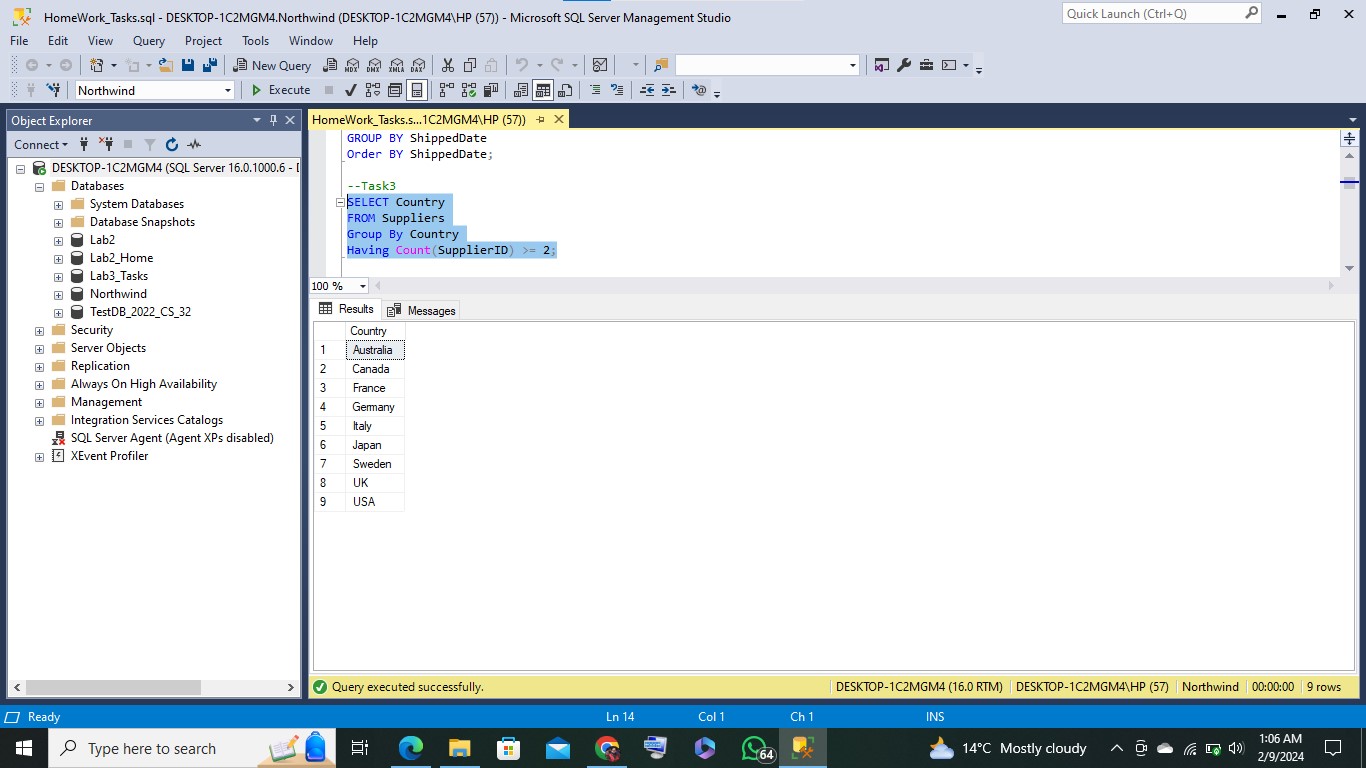 HomeWork_Tasks.sql - DESKTOP-1C2MGM4.Northwind (DESKTOP-1C2MGM4\HP (57)) - Microsoft SQL Server Management Studio
Quick Launch (Ctrl+Q)
File Edit View Query Project Tools Window Help
New Query
MDX DMX XMLA DAX
Northwind
Execute
Object Explorer
HomeWork_Tasks.s...1C2MGM4\HP (57))
Connect
DESKTOP-1C2MGM4 (SQL Server 16.0.1000.6 -
Databases
System Databases
Database Snapshots
Lab2
Lab2_Home
Lab3_Tasks
Northwind
TestDB_2022_CS_32
Security
Server Objects
Replication
Always On High Availability
Management
Integration Services Catalogs
SQL Server Agent (Agent XPs disabled)
XEvent Profiler
GROUP BY ShippedDate
Order BY ShippedDate;
--Task3
SELECT Country
FROM Suppliers
Group By Country
Having Count(SupplierID) >= 2;
100 %
Results Messages
Country
1 Australia
2 Canada
3 France
4 Germany
5 Italy
6 Japan
7 Sweden
8 UK
9 USA
Query executed successfully.
DESKTOP-1C2MGM4 (16.0 RTM) DESKTOP-1C2MGM4\HP (57) Northwind 00:00:00 9 rows
Ready Ln 14 Col 1 Ch 1 INS
Type here to search
64
14°C Mostly cloudy
1:06 AM
2/9/2024